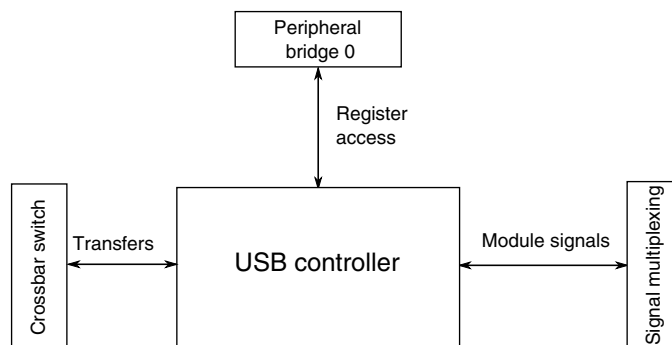 Peripheral
bridge 0
Register
access
Crossbar switch
Transfers
USB controller
Module signals
Signal multiplexing